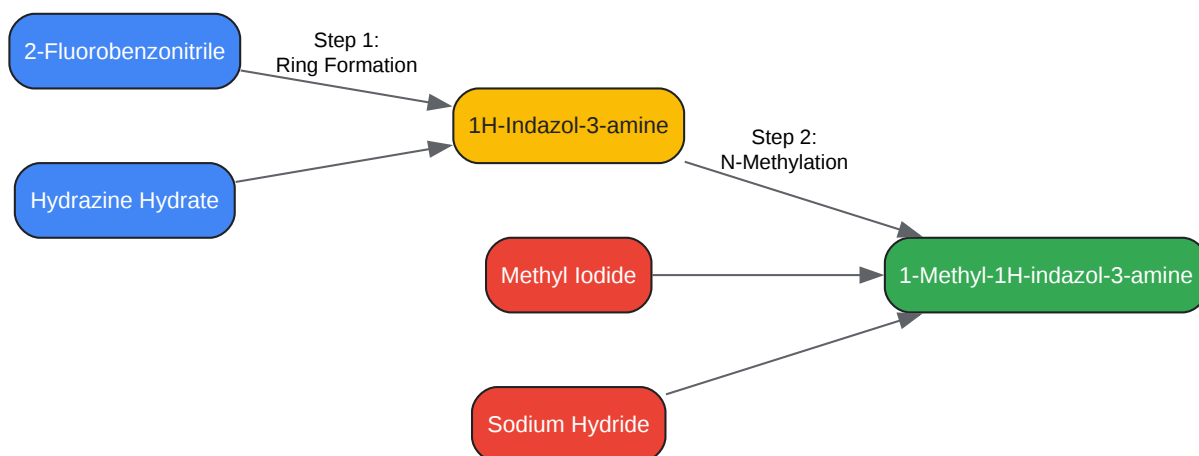 2-Fluorobenzonitrile
Step 1:
Ring Formation
1H-Indazol-3-amine
Hydrazine Hydrate
Step 2:
N-Methylation
Methyl Iodide
1-Methyl-1H-indazol-3-amine
Sodium Hydride